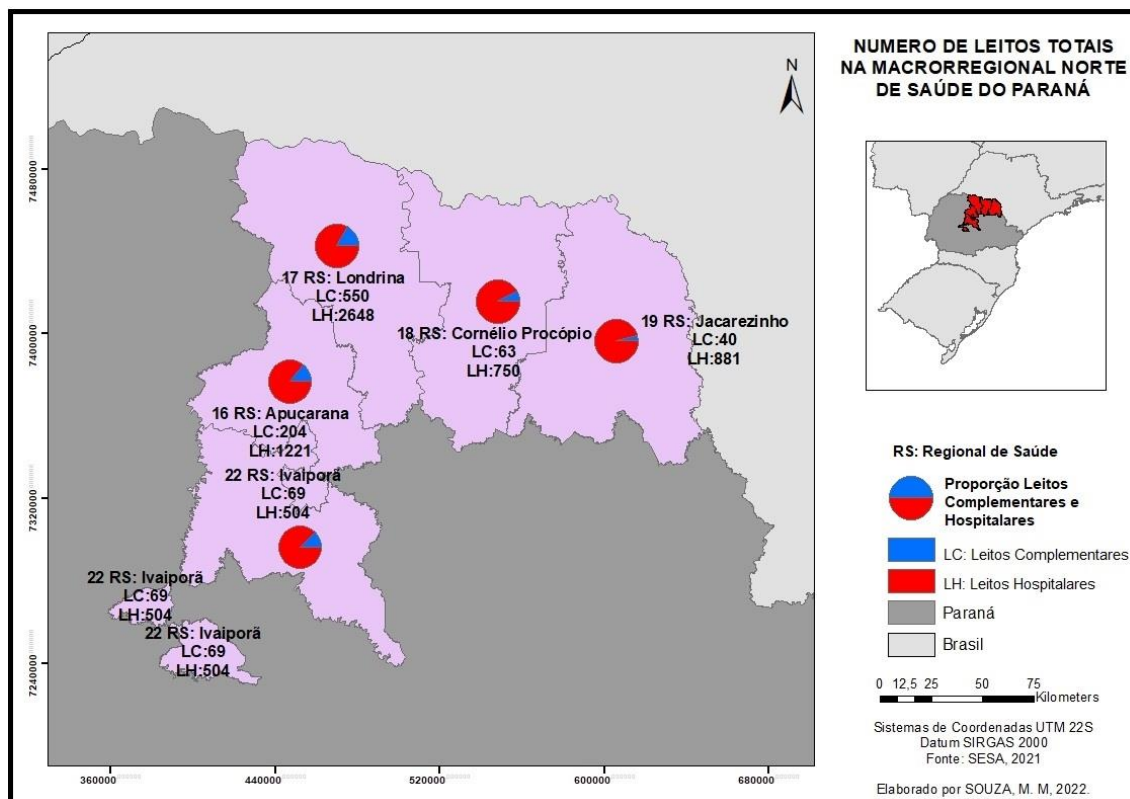 NUMERO DE LEITOS TOTAIS
NA MACRORREGIONAL NORTE
DE SAÚDE DO PARANÁ
N
7480000
7400000
7320000
7240000
17 RS: Londrina
LC:550
LH:2648
18 RS: Cornélio Procópio
LC:63
LH:750
19 RS: Jacarezinho
LC:40
LH:881
16 RS: Apucarana
LC:204
LH:1221
22 RS: Ivaiporã
LC:69
LH:504
22 RS: Ivaiporã
LC:69
LH:504
22 RS: Ivaiporã
LC:69
LH:504
360000
440000
520000
600000
680000
RS: Regional de Saúde
Proporção Leitos
Complementares e
Hospitalares
LC: Leitos Complementares
LH: Leitos Hospitalares
Paraná
Brasil
0 12,5 25 50 75
Kilometers
Sistemas de Coordenadas UTM 22S
Datum SIRGAS 2000
Fonte: SESA, 2021
Elaborado por SOUZA, M. M, 2022.